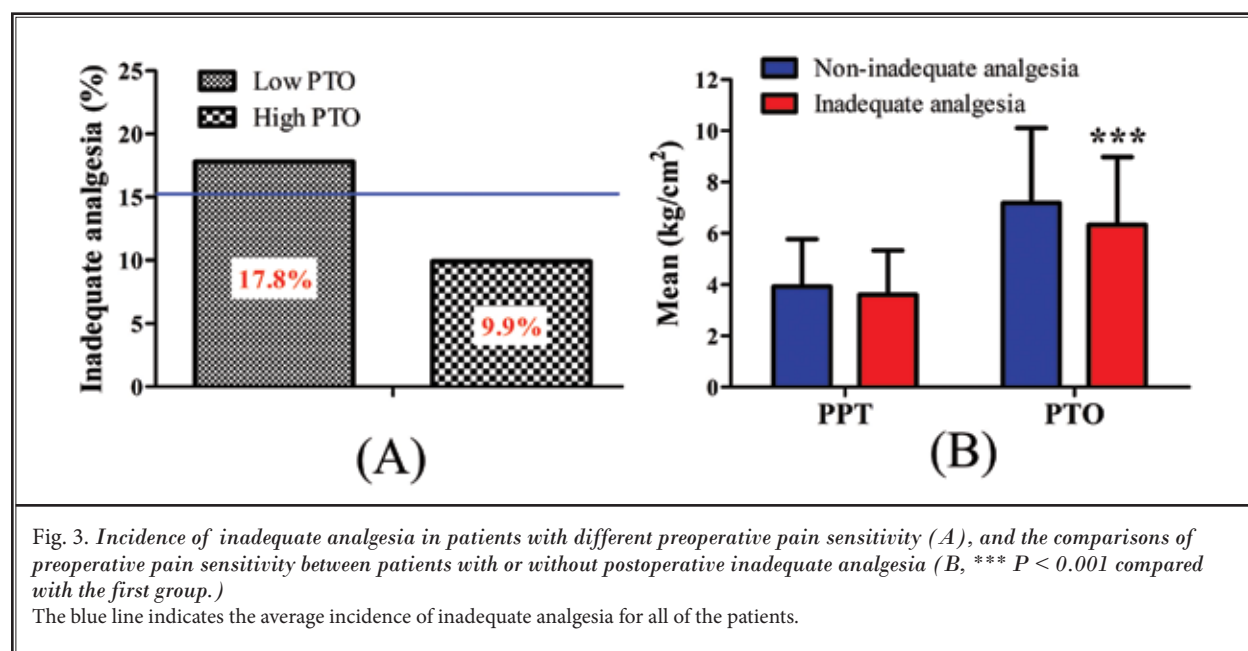 25
20
15
10
5
0
Inadequate analgesia (%)
Low PTO
High PTO
17.8%
9.9%
(A)
12
10
8
6
4
2
0
Mean (kg/cm²)
Non-inadequate analgesia
Inadequate analgesia
***
PPT
PTO
(B)
Fig. 3. Incidence of inadequate analgesia in patients with different preoperative pain sensitivity (A), and the comparisons of
preoperative pain sensitivity between patients with or without postoperative inadequate analgesia (B, *** P < 0.001 compared
with the first group.)
The blue line indicates the average incidence of inadequate analgesia for all of the patients.